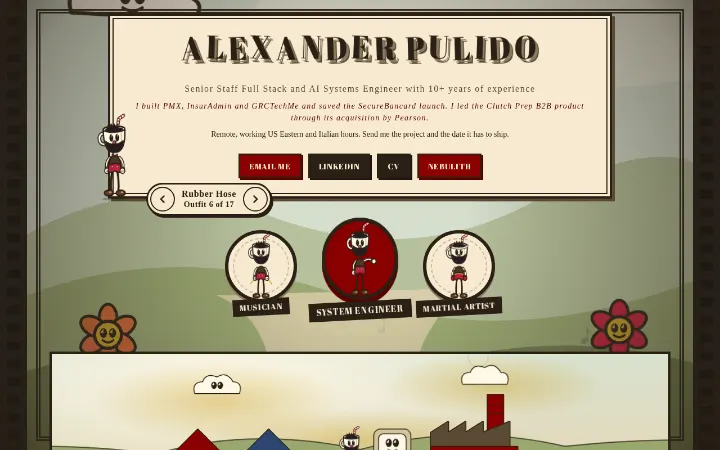 ALEXANDER PULIDO
Senior Staff Full Stack and AI Systems Engineer with 10+ years of experience
I built PMX, InsurAdmin and GRCTechMe and saved the SecureBancard launch. I led the Clutch Prep B2B product
through its acquisition by Pearson.
Remote, working US Eastern and Italian hours. Send me the project and the date it has to ship.
EMAIL ME
LINKEDIN
CV
NEBULITH
Rubber Hose
Outfit 6 of 17
MUSICIAN
SYSTEM ENGINEER
MARTIAL ARTIST